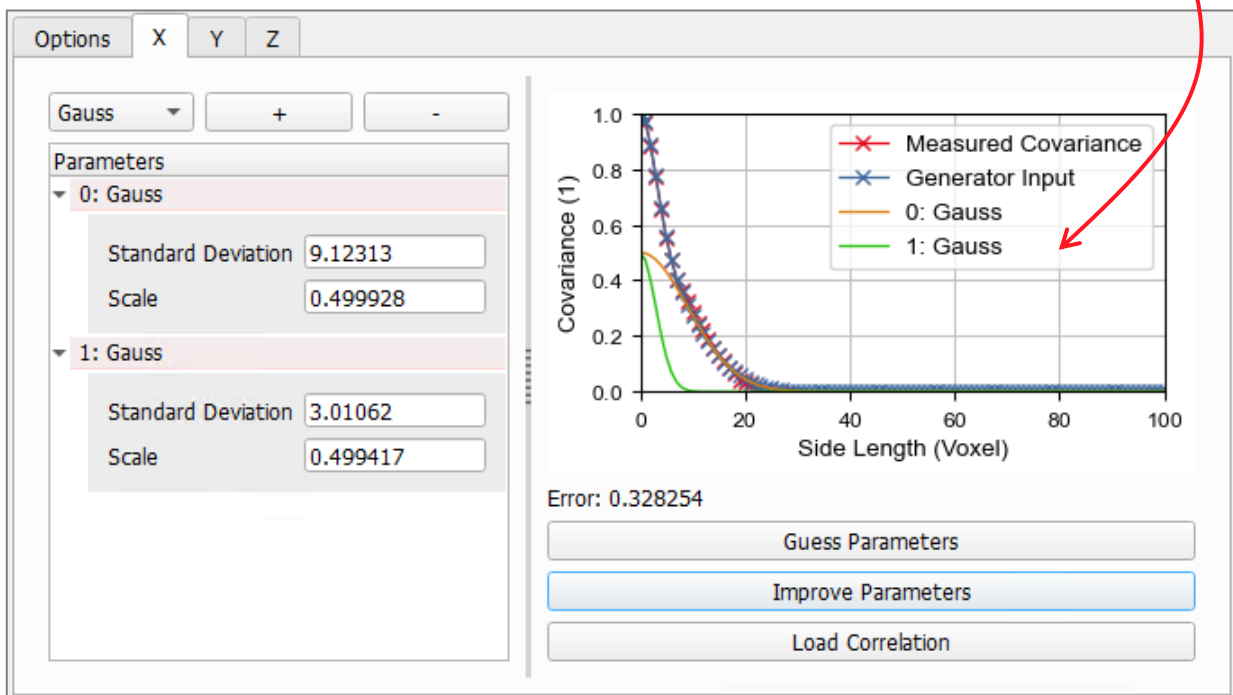 Options X Y Z
Gauss + -
Parameters
0: Gauss
Standard Deviation 9.12313
Scale 0.499928
1: Gauss
Standard Deviation 3.01062
Scale 0.499417
Covariance (1)
1.0
0.8
0.6
0.4
0.2
0.0
Measured Covariance
Generator Input
0: Gauss
1: Gauss
0 20 40 60 80 100
Side Length (Voxel)
Error: 0.328254
Guess Parameters
Improve Parameters
Load Correlation